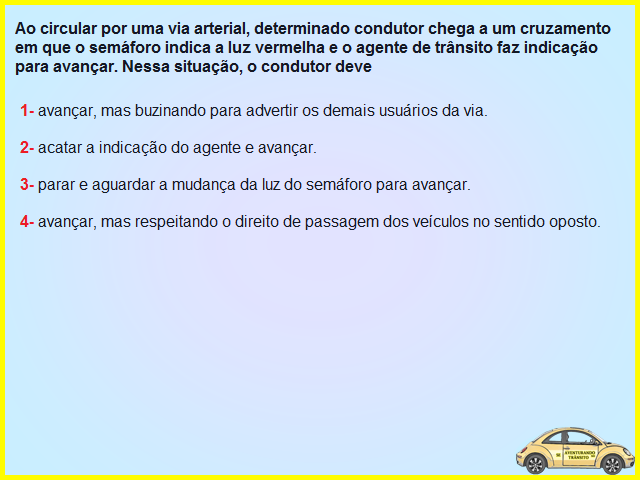 Ao circular por uma via arterial, determinado condutor chega a um cruzamento
em que o semáforo indica a luz vermelha e o agente de trânsito faz indicação
para avançar. Nessa situação, o condutor deve
1- avançar, mas buzinando para advertir os demais usuários da via.
2- acatar a indicação do agente e avançar.
3- parar e aguardar a mudança da luz do semáforo para avançar.
4- avançar, mas respeitando o direito de passagem dos veículos no sentido oposto.
AVENTURANDO
TRÂNSITO